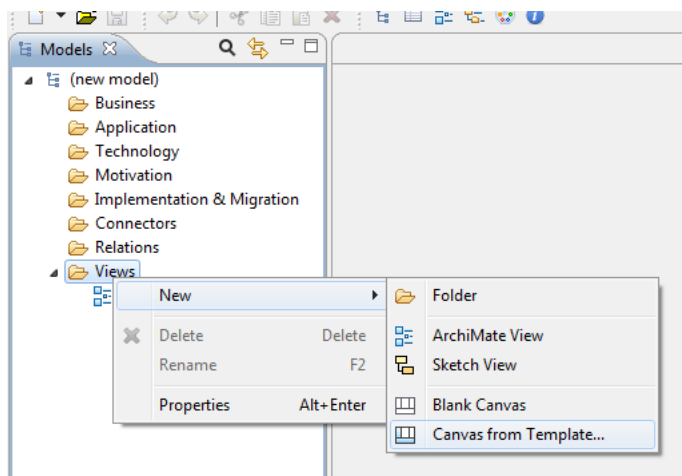 Models
(new model)
Business
Application
Technology
Motivation
Implementation & Migration
Connectors
Relations
Views
New
Delete Delete
Rename F2
Properties Alt+Enter
Folder
ArchiMate View
Sketch View
Blank Canvas
Canvas from Template...